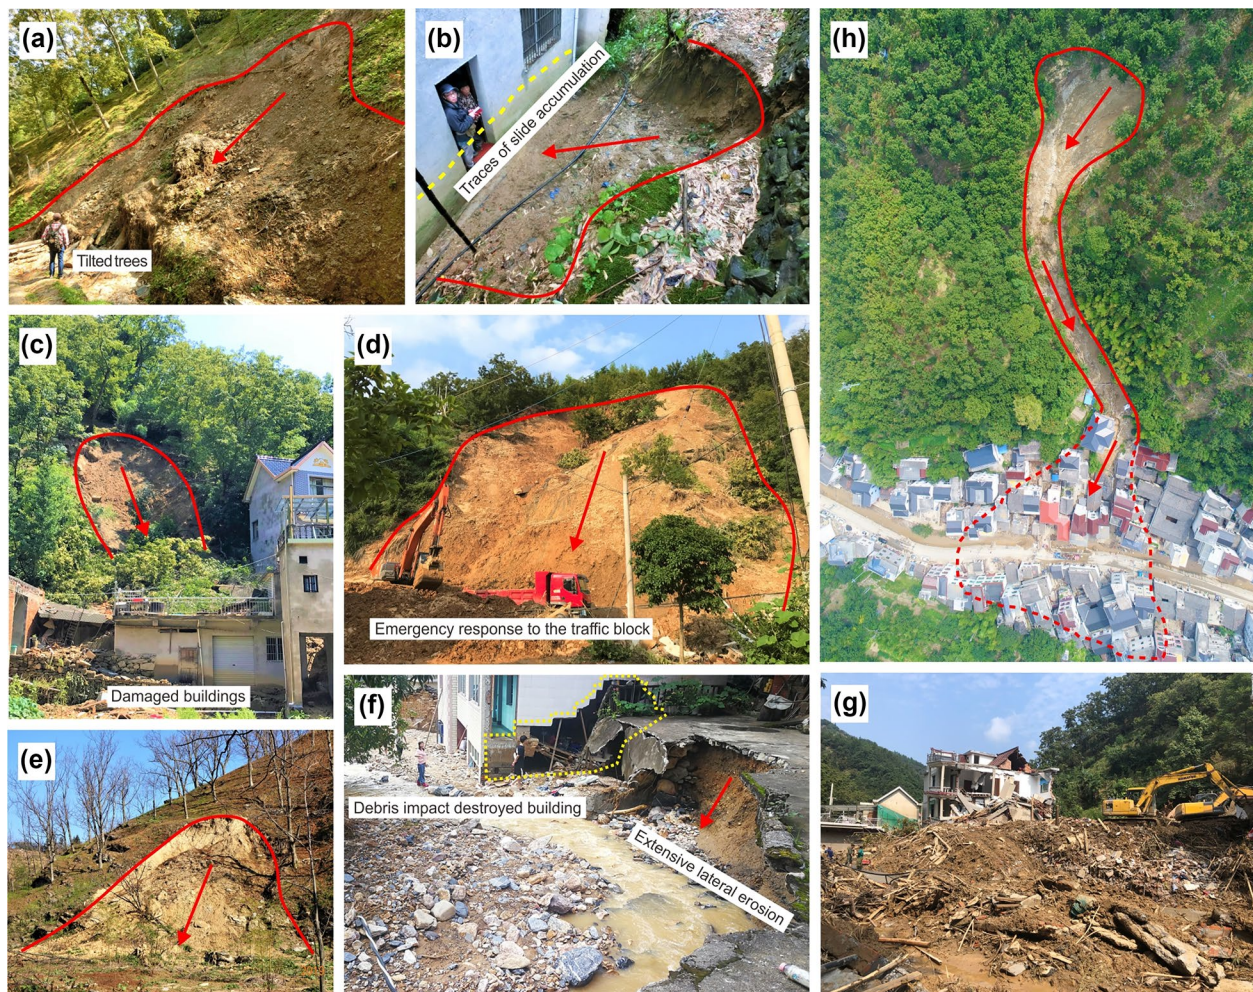 (a)
Tilted trees
(b)
Traces of slide accumulation
(h)
(c)
Damaged buildings
(d)
Emergency response to the traffic block
(e)
(f)
Debris impact destroyed building
Extensive lateral erosion
(g)